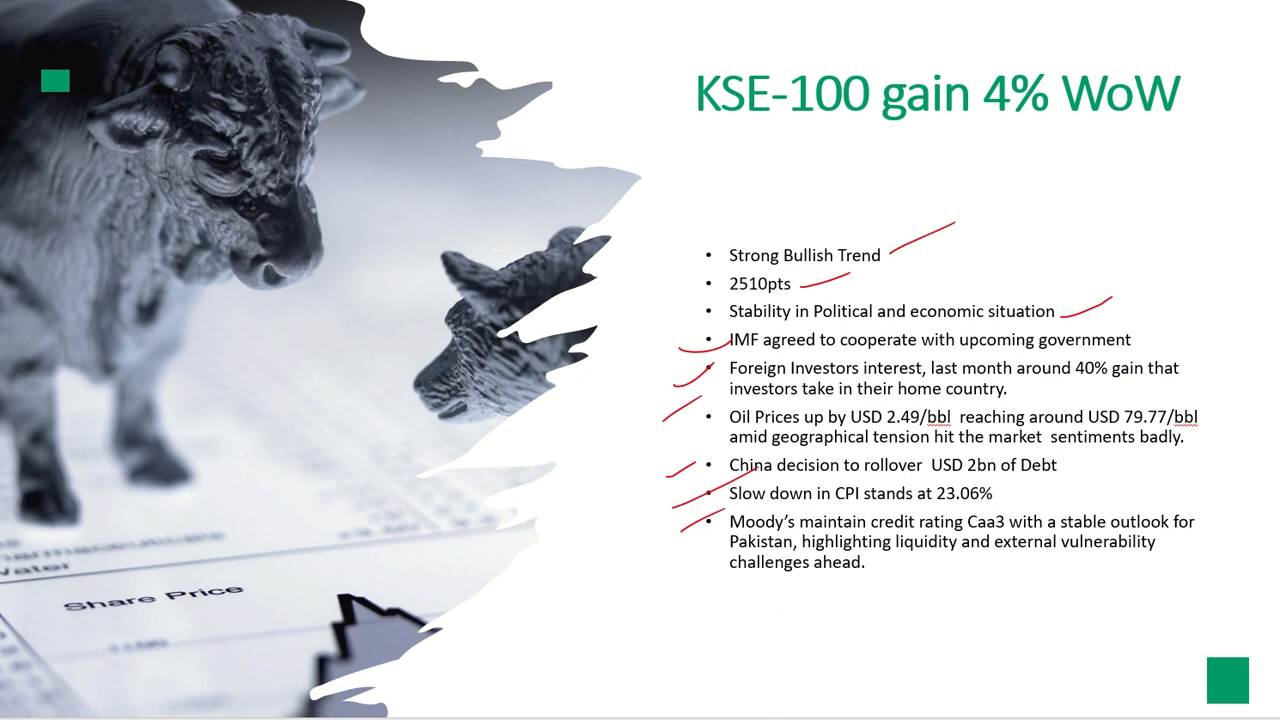 KSE-100 gain 4% WoW
• Strong Bullish Trend
• 2510pts
• Stability in Political and economic situation
• IMF agreed to cooperate with upcoming government
• Foreign Investors interest, last month around 40% gain that
investors take in their home country.
• Oil Prices up by USD 2.49/bbl  reaching around USD 79.77/bbl
amid geographical tension hit the market  sentiments badly.
• China decision to rollover  USD 2bn of Debt
• Slow down in CPI stands at 23.06%
• Moody’s maintain credit rating Caa3 with a stable outlook for
Pakistan, highlighting liquidity and external vulnerability
challenges ahead.
Water
Share Price